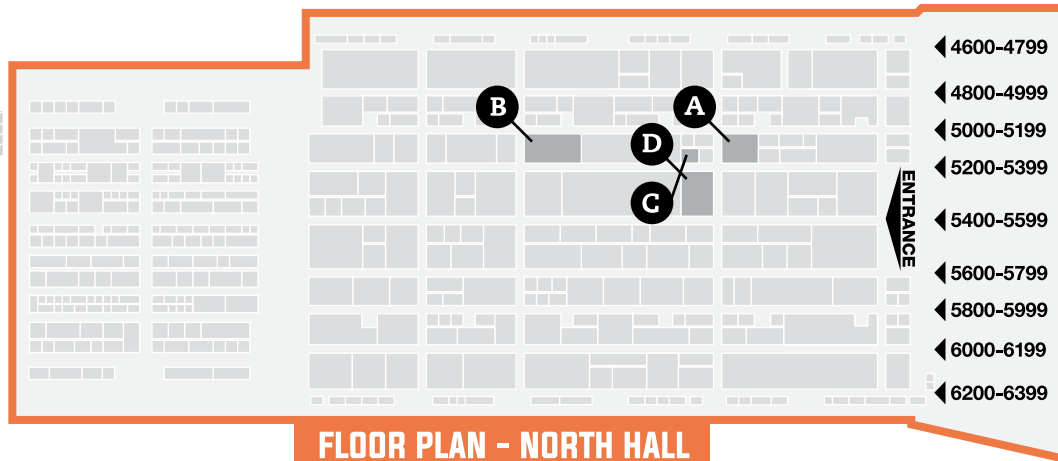 4600-4799
4800-4999
B
A
5000-5199
D
5200-5399
C
ENTRANCE
5400-5599
5600-5799
5800-5999
6000-6199
6200-6399
FLOOR PLAN - NORTH HALL